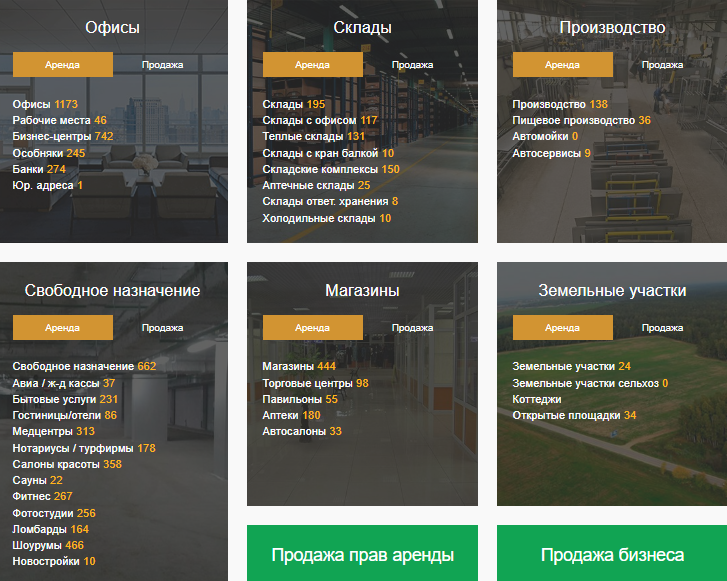 Офисы
Аренда Продажа
Офисы 1173
Рабочие места 46
Бизнес-центры 742
Особняки 245
Банки 274
Юр. адреса 1
Склады
Аренда Продажа
Склады 195
Склады с офисом 117
Теплые склады 131
Склады с кран балкой 10
Складские комплексы 150
Аптечные склады 25
Склады ответ. хранения 8
Холодильные склады 10
Производство
Аренда Продажа
Производство 138
Пищевое производство 36
Автомойки 0
Автосервисы 9
Свободное назначение
Аренда Продажа
Свободное назначение 662
Авиа / ж-д кассы 37
Бытовые услуги 231
Гостиницы/отели 86
Медцентры 313
Нотариусы / турфирмы 178
Салоны красоты 358
Сауны 22
Фитнес 267
Фотостудии 256
Ломбарды 164
Шоурумы 466
Новостройки 10
Магазины
Аренда Продажа
Магазины 444
Торговые центры 98
Павильоны 55
Аптеки 180
Автосалоны 33
Земельные участки
Аренда Продажа
Земельные участки 24
Земельные участки сельхоз 0
Коттеджи
Открытые площадки 34
Продажа прав аренды
Продажа бизнеса